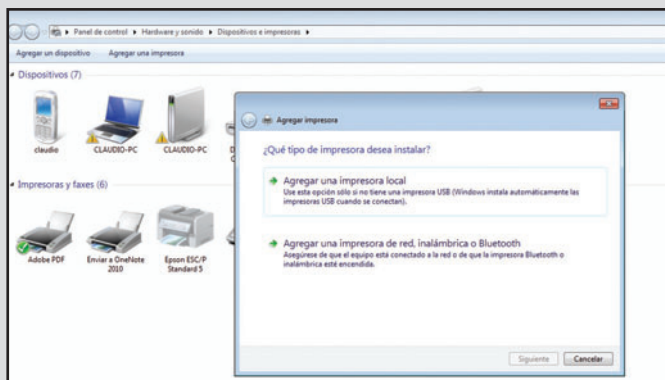 Panel de control ▸ Hardware y sonido ▸ Dispositivos e impresoras ▸
Agregar un dispositivo Agregar una impresora
Dispositivos (7)
claudio
CLAUDIO-PC
CLAUDIO-PC
Impresoras y faxes (6)
Adobe PDF
Enviar a OneNote
2010
Epson ESC/P
Standard 5
Agregar impresora
¿Qué tipo de impresora desea instalar?
Agregar una impresora local
Use esta opción sólo si no tiene una impresora USB (Windows instala automáticamente las
impresoras USB cuando se conectan).
Agregar una impresora de red, inalámbrica o Bluetooth
Asegúrese de que el equipo está conectado a la red o de que la impresora Bluetooth o
inalámbrica esté encendida.
Siguiente Cancelar